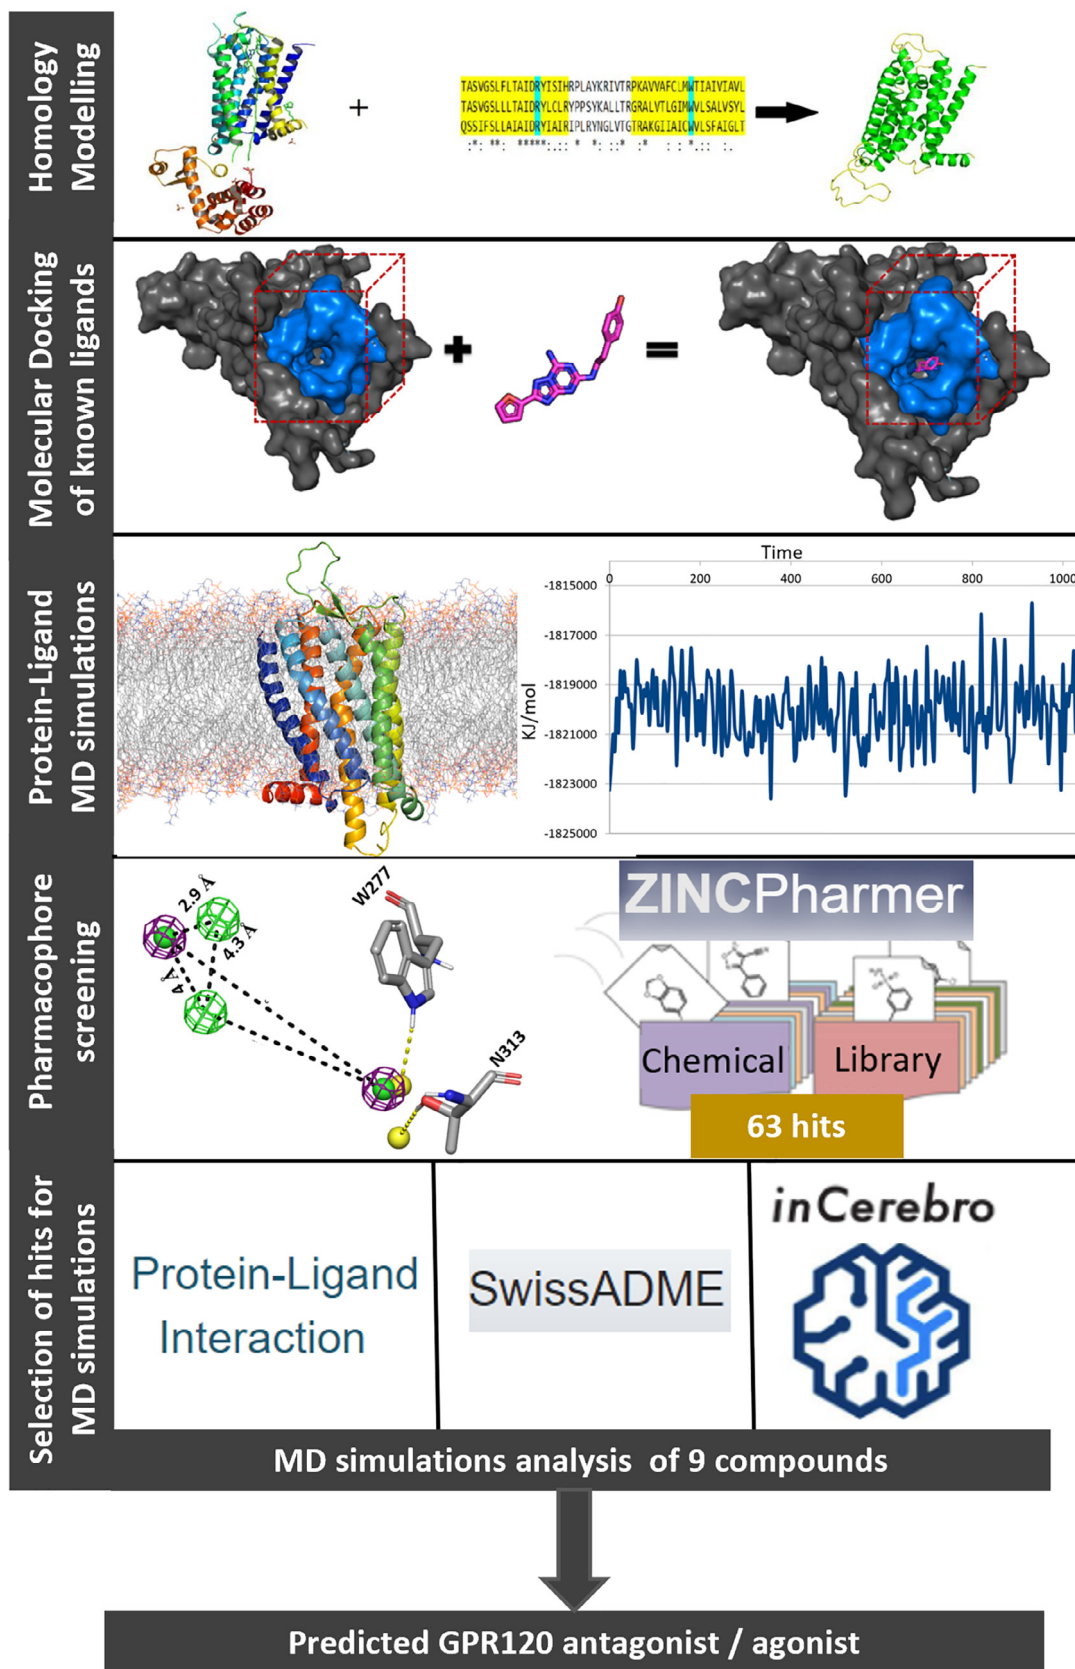 Homology
Modelling
+
TASVGSLFLTAIDRYISIHRPLAYKRIVTRPKAVVAFCLMWTIAIVIAVL
TASVGSLLLTAIDRYLCLRYPPSYKALLTRGRALVTLGIMWVLSALVSYL
QSSIFSLLAIAIDRYIAIRIPLRYNGLVTGTRAKGIIAICWVLSFAIGLT
Molecular Docking
of known ligands
+
=
Protein-Ligand
MD simulations
Time
0 200 400 600 800 1000
KJ/mol
-1815000
-1817000
-1819000
-1821000
-1823000
-1825000
Pharmacophore
screening
2.9 Å
4.3 Å
4 Å
W277
N313
ZINCPharmer
Chemical
Library
63 hits
Selection of hits for
MD simulations
Protein-Ligand
Interaction
SwissADME
inCerebro
MD simulations analysis of 9 compounds
Predicted GPR120 antagonist / agonist